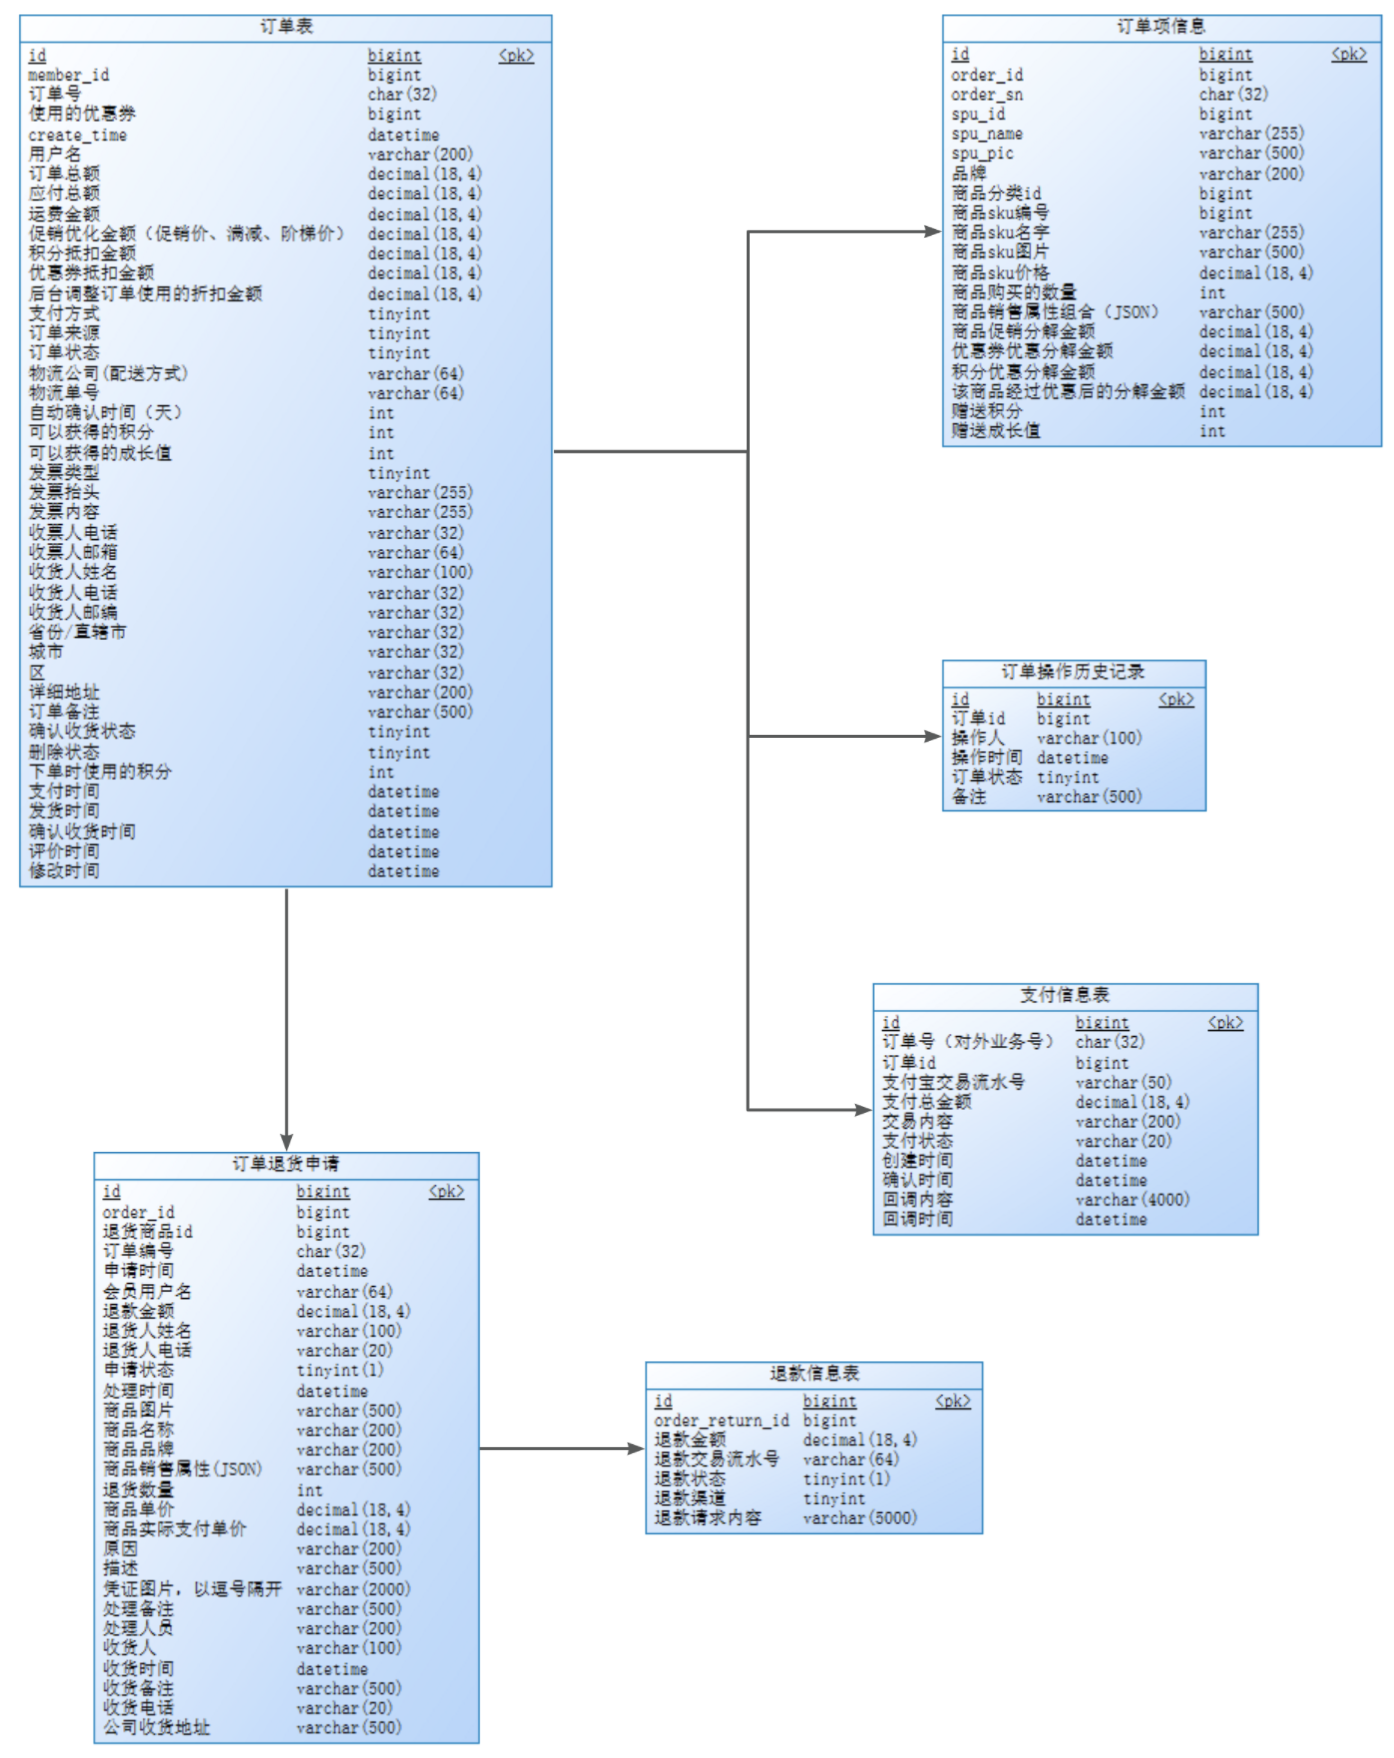 订单表
id bigint <pk>
member_id bigint
订单号 char(32)
使用的优惠券 bigint
create_time datetime
用户名 varchar(200)
订单总额 decimal(18,4)
应付总额 decimal(18,4)
运费金额 decimal(18,4)
促销优化金额（促销价、满减、阶梯价） decimal(18,4)
积分抵扣金额 decimal(18,4)
优惠券抵扣金额 decimal(18,4)
后台调整订单使用的折扣金额 decimal(18,4)
支付方式 tinyint
订单来源 tinyint
订单状态 tinyint
物流公司(配送方式) varchar(64)
物流单号 varchar(64)
自动确认时间（天） int
可以获得的积分 int
可以获得的成长值 int
发票类型 tinyint
发票抬头 varchar(255)
发票内容 varchar(255)
收票人电话 varchar(32)
收票人邮箱 varchar(64)
收货人姓名 varchar(100)
收货人电话 varchar(32)
收货人邮编 varchar(32)
省份/直辖市 varchar(32)
城市 varchar(32)
区 varchar(32)
详细地址 varchar(200)
订单备注 varchar(500)
确认收货状态 tinyint
删除状态 tinyint
下单时使用的积分 int
支付时间 datetime
发货时间 datetime
确认收货时间 datetime
评价时间 datetime
修改时间 datetime
订单项信息
id bigint <pk>
order_id bigint
order_sn char(32)
spu_id bigint
spu_name varchar(255)
spu_pic varchar(500)
品牌 varchar(200)
商品分类id bigint
商品sku编号 bigint
商品sku名字 varchar(255)
商品sku图片 varchar(500)
商品sku价格 decimal(18,4)
商品购买的数量 int
商品销售属性组合（JSON） varchar(500)
商品促销分解金额 decimal(18,4)
优惠券优惠分解金额 decimal(18,4)
积分优惠分解金额 decimal(18,4)
该商品经过优惠后的分解金额 decimal(18,4)
赠送积分 int
赠送成长值 int
订单操作历史记录
id bigint <pk>
订单id bigint
操作人 varchar(100)
操作时间 datetime
订单状态 tinyint
备注 varchar(500)
支付信息表
id bigint <pk>
订单号（对外业务号） char(32)
订单id bigint
支付宝交易流水号 varchar(50)
支付总金额 decimal(18,4)
交易内容 varchar(200)
支付状态 varchar(20)
创建时间 datetime
确认时间 datetime
回调内容 varchar(4000)
回调时间 datetime
订单退货申请
id bigint <pk>
order_id bigint
退货商品id bigint
订单编号 char(32)
申请时间 datetime
会员用户名 varchar(64)
退款金额 decimal(18,4)
退货人姓名 varchar(100)
退货人电话 varchar(20)
申请状态 tinyint(1)
处理时间 datetime
商品图片 varchar(500)
商品名称 varchar(200)
商品品牌 varchar(200)
商品销售属性(JSON) varchar(500)
退货数量 int
商品单价 decimal(18,4)
商品实际支付单价 decimal(18,4)
原因 varchar(200)
描述 varchar(500)
凭证图片，以逗号隔开 varchar(2000)
处理备注 varchar(500)
处理人员 varchar(200)
收货人 varchar(100)
收货时间 datetime
收货备注 varchar(500)
收货电话 varchar(20)
公司收货地址 varchar(500)
退款信息表
id bigint <pk>
order_return_id bigint
退款金额 decimal(18,4)
退款交易流水号 varchar(64)
退款状态 tinyint(1)
退款渠道 tinyint
退款请求内容 varchar(5000)